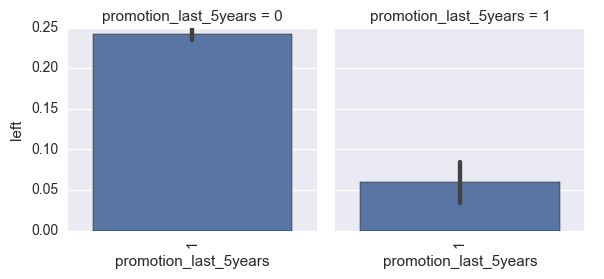 promotion_last_5years = 0
promotion_last_5years = 1
0.25
0.20
0.15
0.10
0.05
0.00
left
1
1
promotion_last_5years
promotion_last_5years